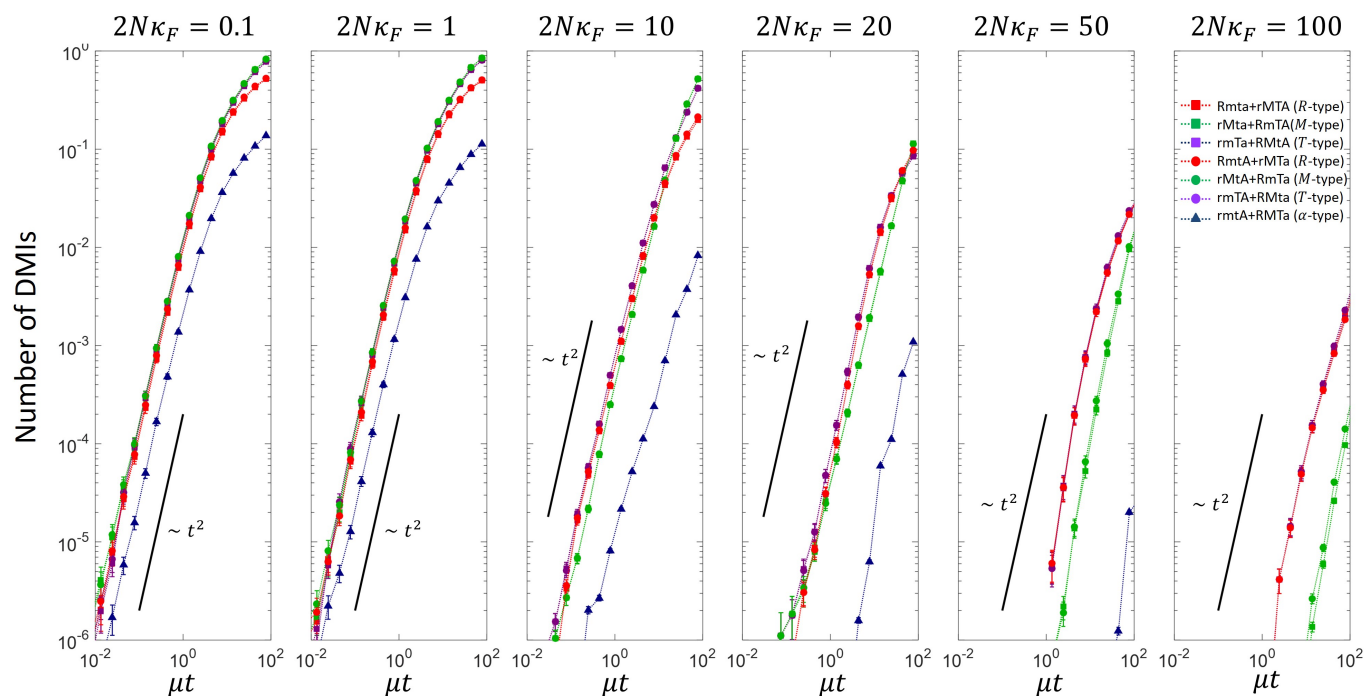 2Nκ_F = 0.1 2Nκ_F = 1 2Nκ_F = 10 2Nκ_F = 20 2Nκ_F = 50 2Nκ_F = 100
10^0
10^-1
10^-2
10^-3
10^-4
10^-5
10^-6
Number of DMIs
~ t^2
~ t^2
~ t^2
~ t^2
~ t^2
~ t^2
Rmta+rMTA (R-type)
rMta+RmTA(M-type)
rmTa+RMtA (T-type)
RmtA+rMTa (R-type)
rMtA+RmTa (M-type)
rmTA+RMta (T-type)
rmtA+RMTa (α-type)
10^-2 10^0 10^2 10^-2 10^0 10^2 10^-2 10^0 10^2 10^-2 10^0 10^2 10^-2 10^0 10^2 10^-2 10^0 10^2
μt μt μt μt μt μt